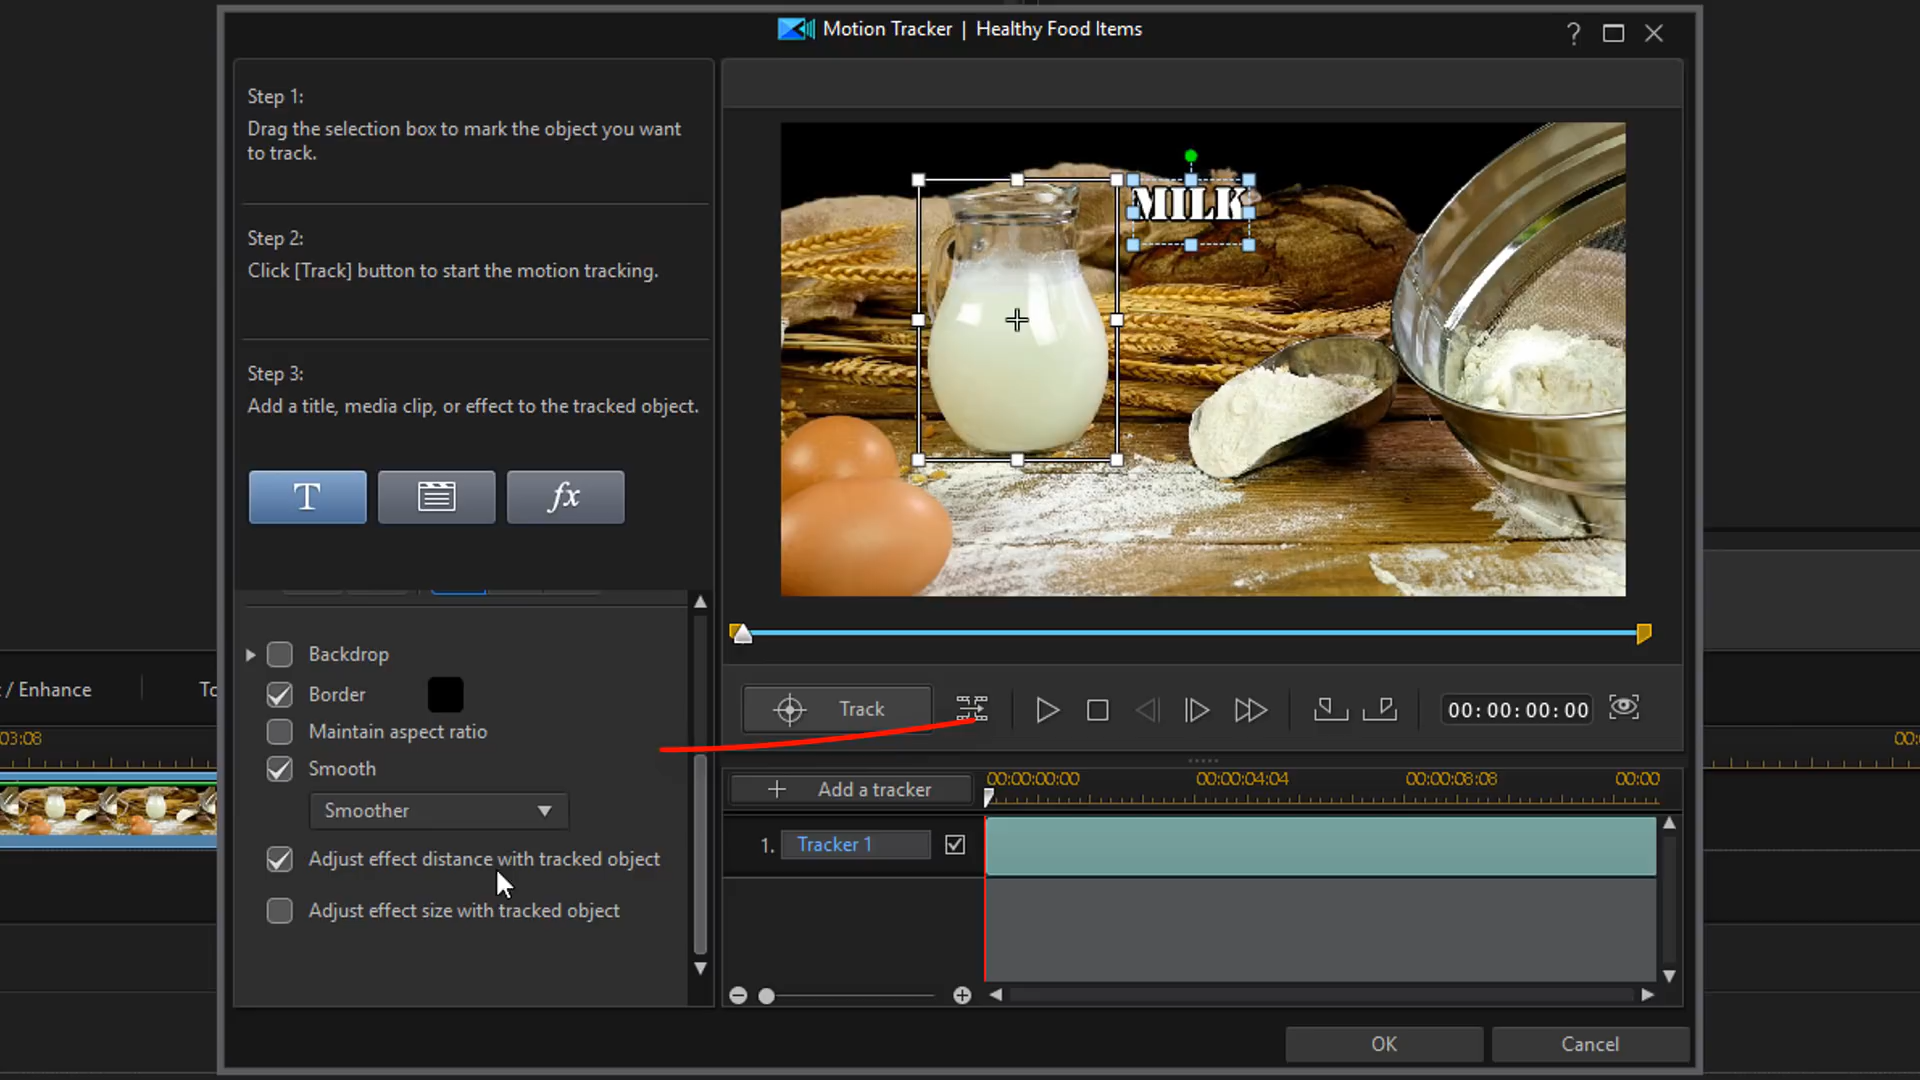 Motion Tracker | Healthy Food Items
?
Step 1:
Drag the selection box to mark the object you want
to track.
Step 2:
Click [Track] button to start the motion tracking.
Step 3:
Add a title, media clip, or effect to the tracked object.
T
fx
MILK
Backdrop
Border
Maintain aspect ratio
Smooth
Smoother
Adjust effect distance with tracked object
Adjust effect size with tracked object
Track
00:00:00:00
Add a tracker
00:00:00:00 00:00:04:04 00:00:08:08 00:00
1. Tracker 1
OK
Cancel
/ Enhance
To
03:08
00: